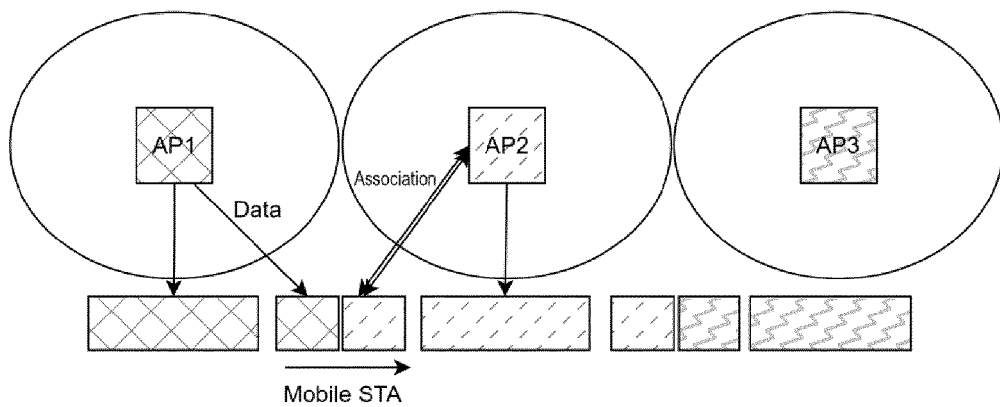 AP1
AP2
AP3
Association
Data
Mobile STA